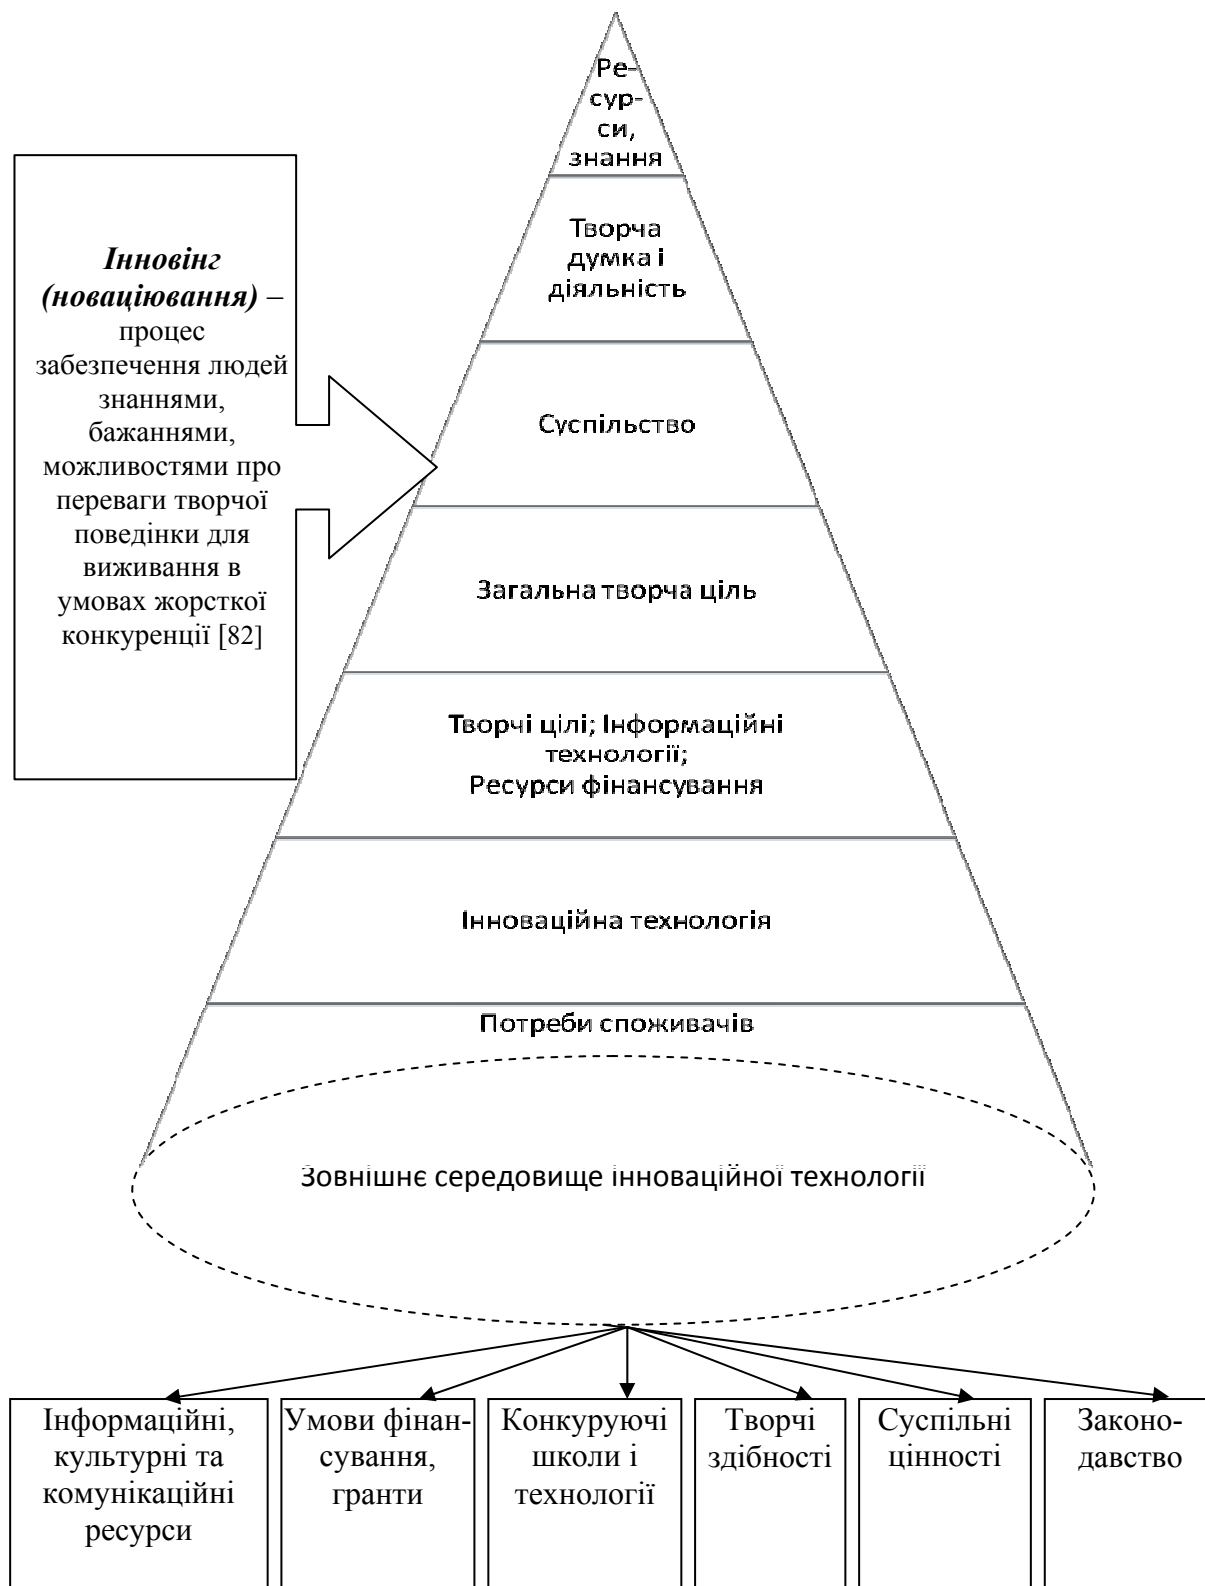 Ре-
сур-
си,
знання
Творча
думка і
діяльність
Інновінг
(новаціювання) –
процес
забезпечення людей
знаннями,
бажаннями,
можливостями про
переваги творчої
поведінки для
виживання в
умовах жорсткої
конкуренції [82]
Суспільство
Загальна творча ціль
Творчі цілі; Інформаційні
технології;
Ресурси фінансування
Інноваційна технологія
Потреби споживачів
Зовнішнє середовище інноваційної технології
Інформаційні,
культурні та
комунікаційні
ресурси
Умови фінан-
сування,
гранти
Конкуруючі
школи і
технології
Творчі
здібності
Суспільні
цінності
Законо-
давство